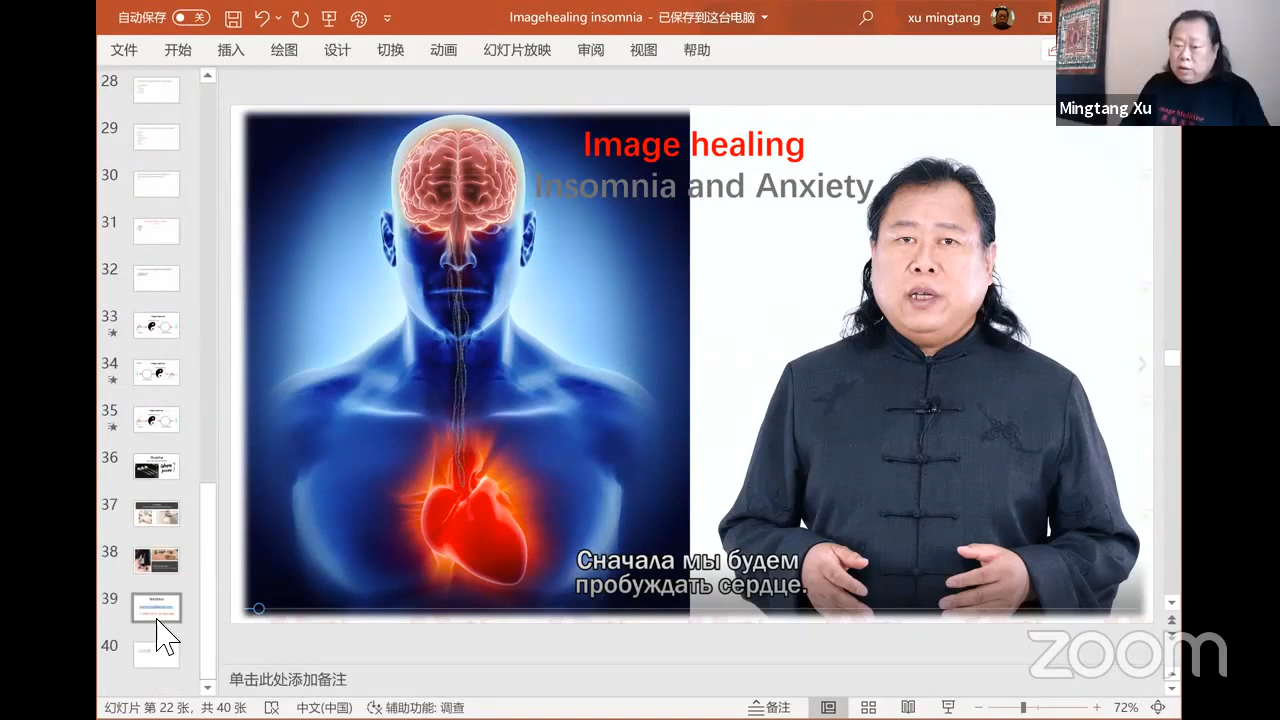 自动保存 关 Imagehealing insomnia - 已保存到这台电脑 xu mingtang
文件 开始 插入 绘图 设计 切换 动画 幻灯片放映 审阅 视图 帮助
Mingtang Xu
Image Medicine
28
29
30
31
32
33
34
35
36
37
38
39
40
Image healing
Insomnia and Anxiety
Сначала мы будем
пробуждать сердце.
zoom
单击此处添加备注
幻灯片 第 22 张，共 40 张 中文(中国) 辅助功能: 调查 备注 72%